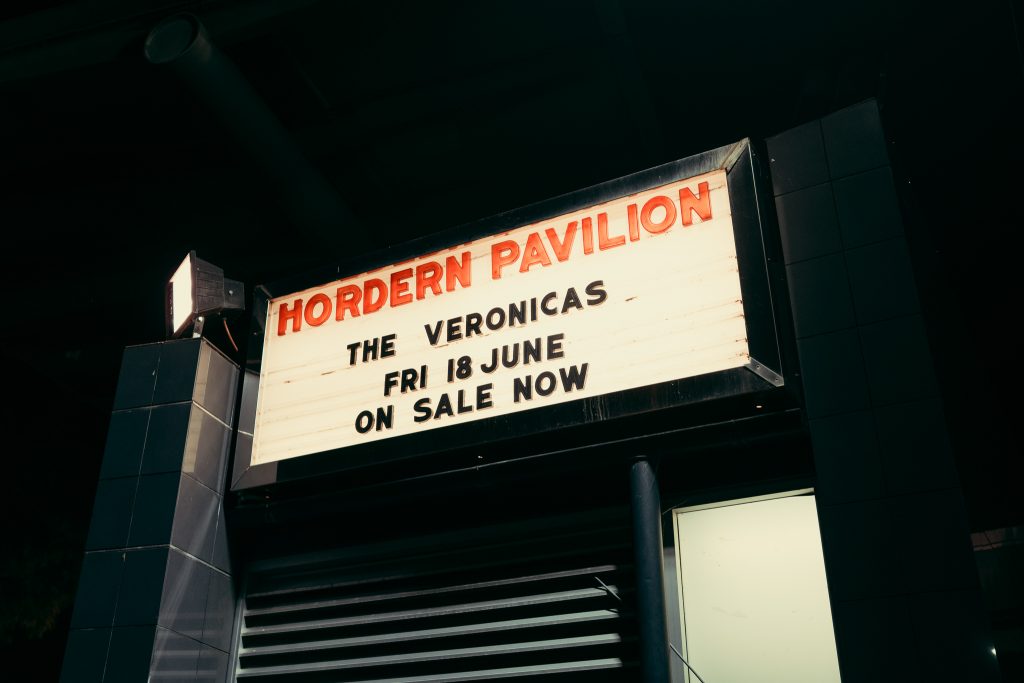 HORDERN PAVILION
THE VERONICAS
FRI 18 JUNE
ON SALE NOW